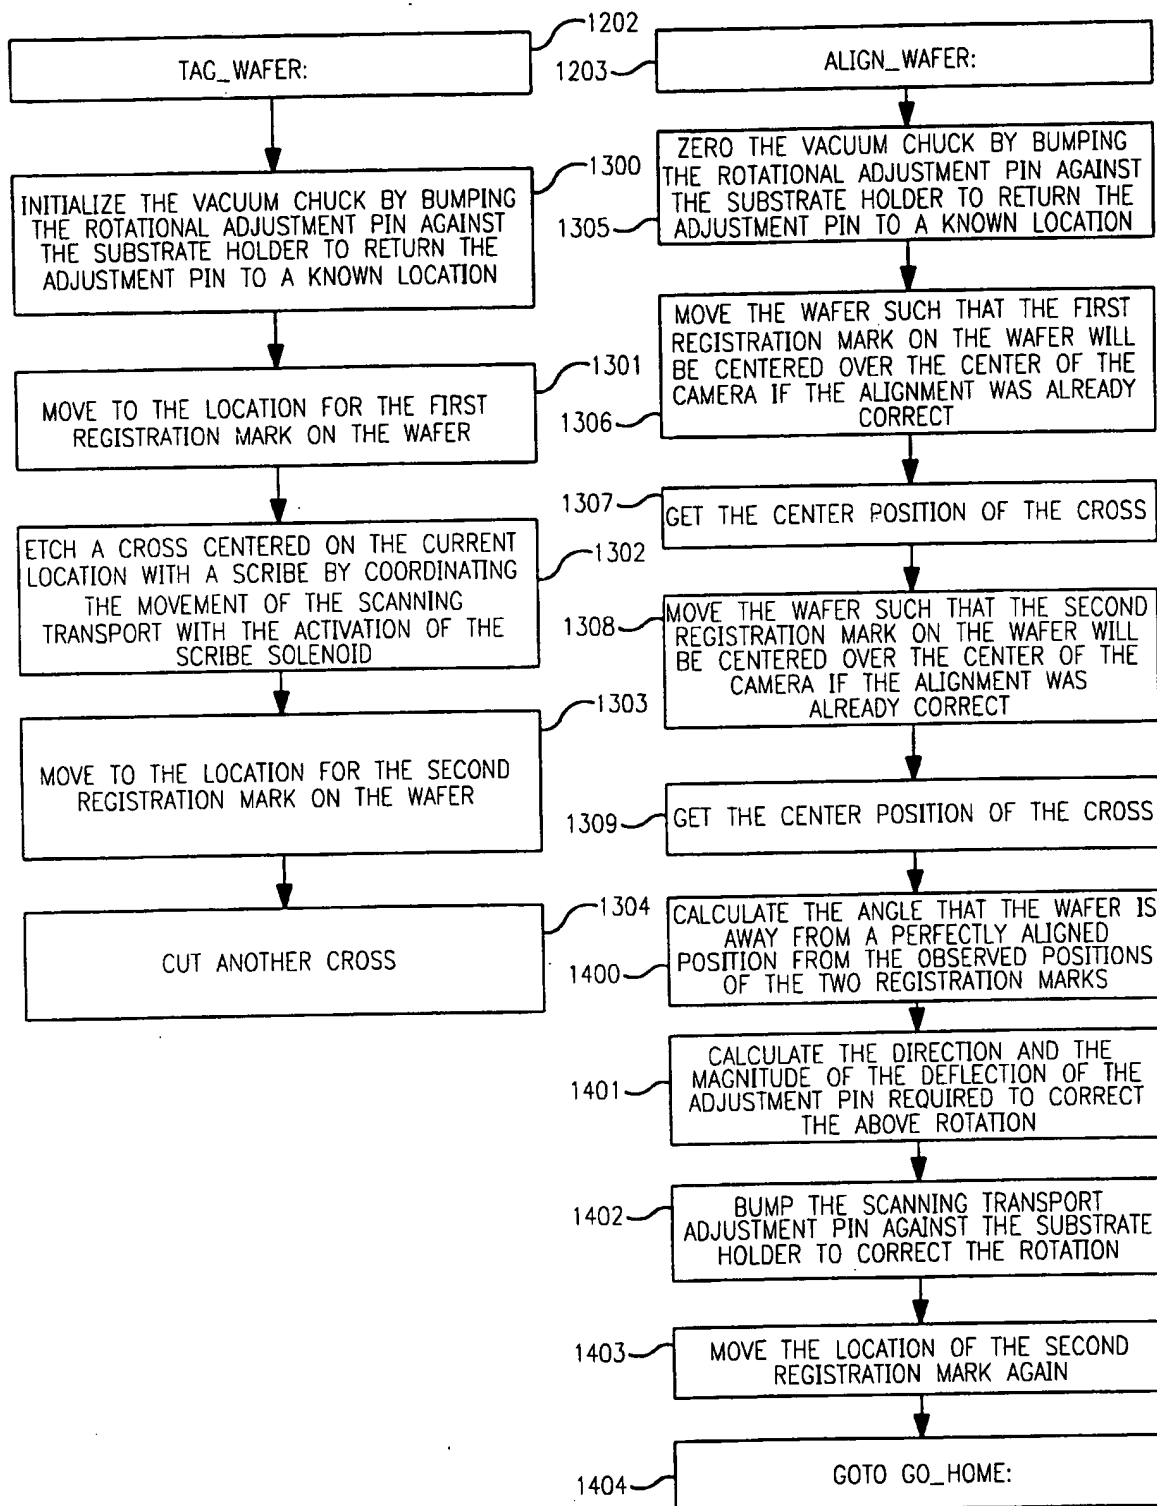 1202
TAG_WAFER:
1300
INITIALIZE THE VACUUM CHUCK BY BUMPING
THE ROTATIONAL ADJUSTMENT PIN AGAINST
THE SUBSTRATE HOLDER TO RETURN THE
ADJUSTMENT PIN TO A KNOWN LOCATION
1301
MOVE TO THE LOCATION FOR THE FIRST
REGISTRATION MARK ON THE WAFER
1302
ETCH A CROSS CENTERED ON THE CURRENT
LOCATION WITH A SCRIBE BY COORDINATING
THE MOVEMENT OF THE SCANNING
TRANSPORT WITH THE ACTIVATION OF THE
SCRIBE SOLENOID
1303
MOVE TO THE LOCATION FOR THE SECOND
REGISTRATION MARK ON THE WAFER
1304
CUT ANOTHER CROSS
1203
ALIGN_WAFER:
ZERO THE VACUUM CHUCK BY BUMPING
THE ROTATIONAL ADJUSTMENT PIN AGAINST
THE SUBSTRATE HOLDER TO RETURN THE
ADJUSTMENT PIN TO A KNOWN LOCATION
1305
MOVE THE WAFER SUCH THAT THE FIRST
REGISTRATION MARK ON THE WAFER WILL
BE CENTERED OVER THE CENTER OF THE
CAMERA IF THE ALIGNMENT WAS ALREADY
CORRECT
1306
1307
GET THE CENTER POSITION OF THE CROSS
1308
MOVE THE WAFER SUCH THAT THE SECOND
REGISTRATION MARK ON THE WAFER WILL
BE CENTERED OVER THE CENTER OF THE
CAMERA IF THE ALIGNMENT WAS
ALREADY CORRECT
1309
GET THE CENTER POSITION OF THE CROSS
CALCULATE THE ANGLE THAT THE WAFER IS
AWAY FROM A PERFECTLY ALIGNED
POSITION FROM THE OBSERVED POSITIONS
OF THE TWO REGISTRATION MARKS
1400
CALCULATE THE DIRECTION AND THE
MAGNITUDE OF THE DEFLECTION OF THE
ADJUSTMENT PIN REQUIRED TO CORRECT
THE ABOVE ROTATION
1401
BUMP THE SCANNING TRANSPORT
ADJUSTMENT PIN AGAINST THE SUBSTRATE
HOLDER TO CORRECT THE ROTATION
1402
MOVE THE LOCATION OF THE SECOND
REGISTRATION MARK AGAIN
1403
GOTO GO_HOME:
1404